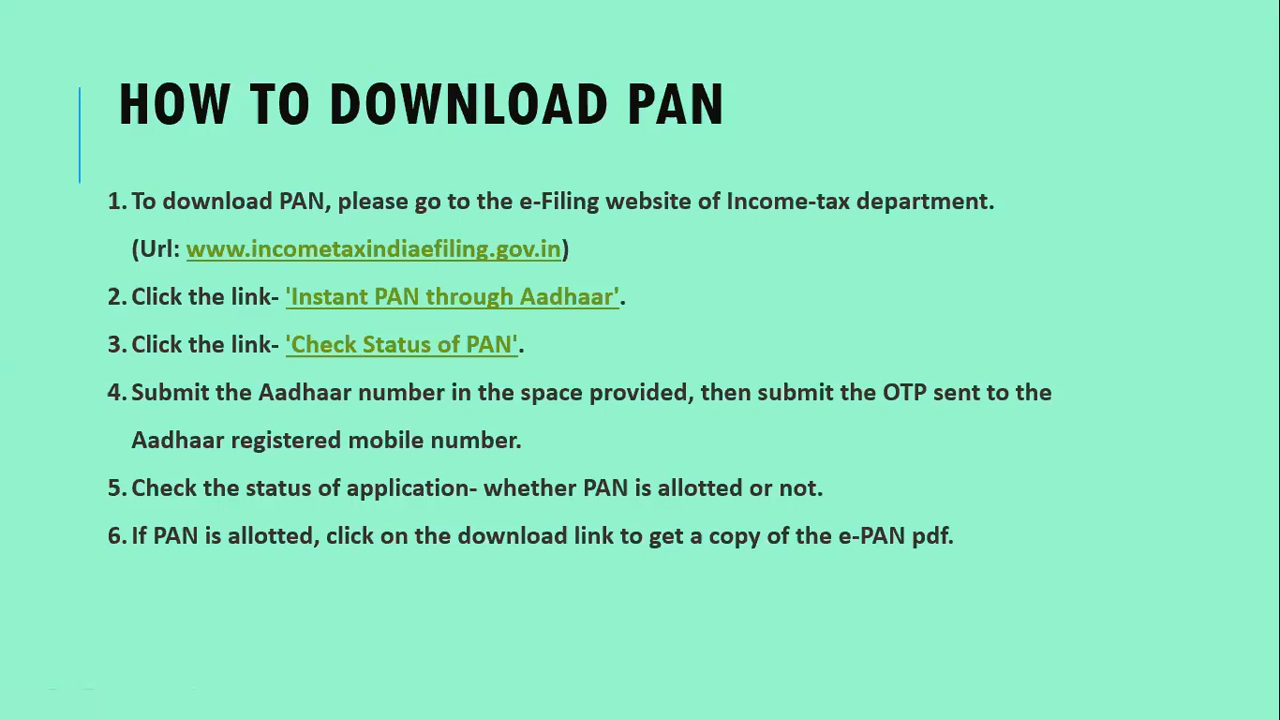 HOW TO DOWNLOAD PAN
1. To download PAN, please go to the e-Filing website of Income-tax department.
(Url: www.incometaxindiaefiling.gov.in)
2. Click the link- 'Instant PAN through Aadhaar'.
3. Click the link- 'Check Status of PAN'.
4. Submit the Aadhaar number in the space provided, then submit the OTP sent to the
Aadhaar registered mobile number.
5. Check the status of application- whether PAN is allotted or not.
6. If PAN is allotted, click on the download link to get a copy of the e-PAN pdf.